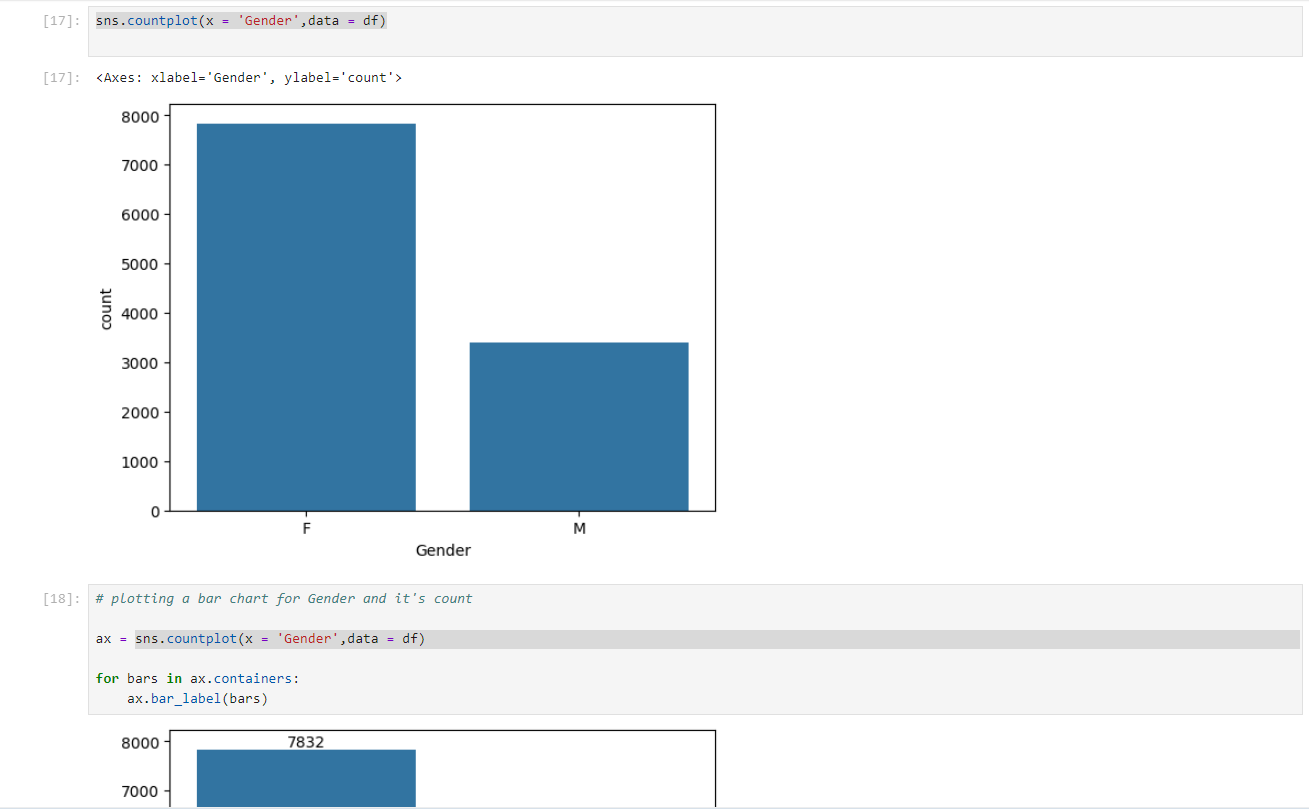 [17]: sns.countplot(x = 'Gender',data = df)
[17]: <Axes: xlabel='Gender', ylabel='count'>
8000
7000
6000
5000
4000
3000
2000
1000
0
count
F M
Gender
[18]: # plotting a bar chart for Gender and it's count
ax = sns.countplot(x = 'Gender',data = df)
for bars in ax.containers:
    ax.bar_label(bars)
8000 7832
7000